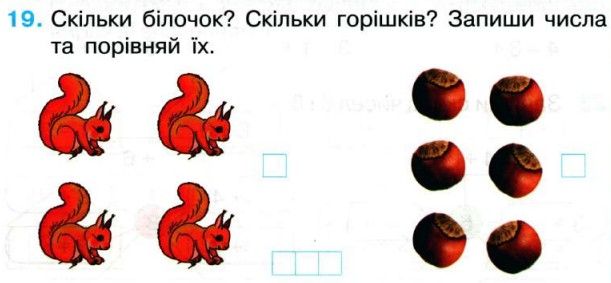 19. Скільки білочок? Скільки горішків? Запиши числа
та порівняй їх.